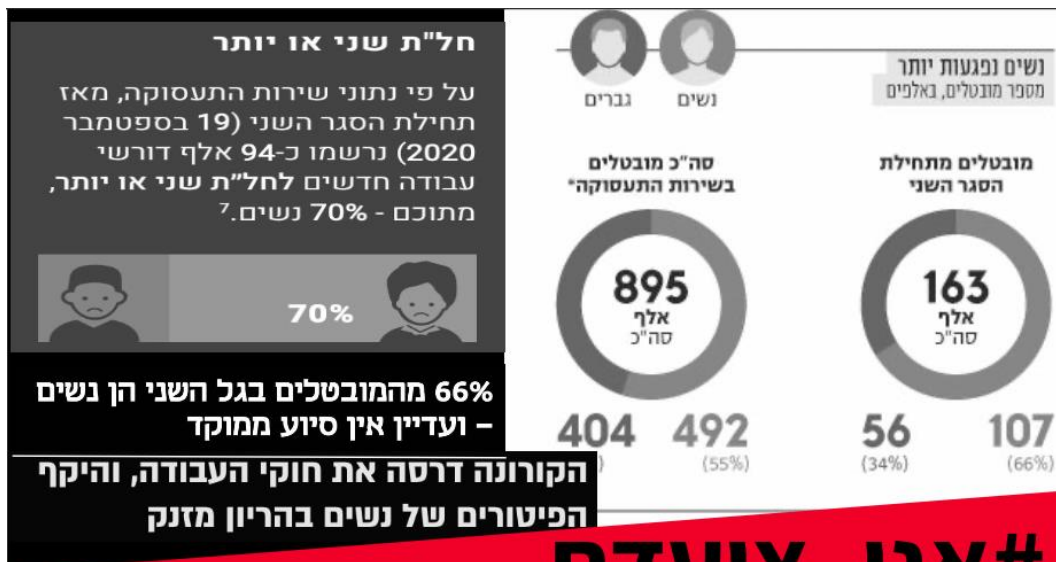 חל"ת שני או יותר
על פי נתוני שירות התעסוקה, מאז
תחילת הסגר השני (19 בספטמבר
2020) נרשמו כ-94 אלף דורשי
עבודה חדשים לחל״ת שני או יותר,
מתוכם - 70% נשים.⁷
70%
66% מהמובטלים בגל השני הן נשים
– ועדיין אין סיוע ממוקד
הקורונה דרסה את חוקי העבודה, והיקף
הפיטורים של נשים בהריון מזנק
נשים נפגעות יותר
מספר מובטלים, באלפים
נשים
גברים
מובטלים מתחילת
הסגר השני
163
אלף
סה"כ
107
(66%)
56
(34%)
סה"כ מובטלים
בשירות התעסוקה*
895
אלף
סה"כ
492
(55%)
404